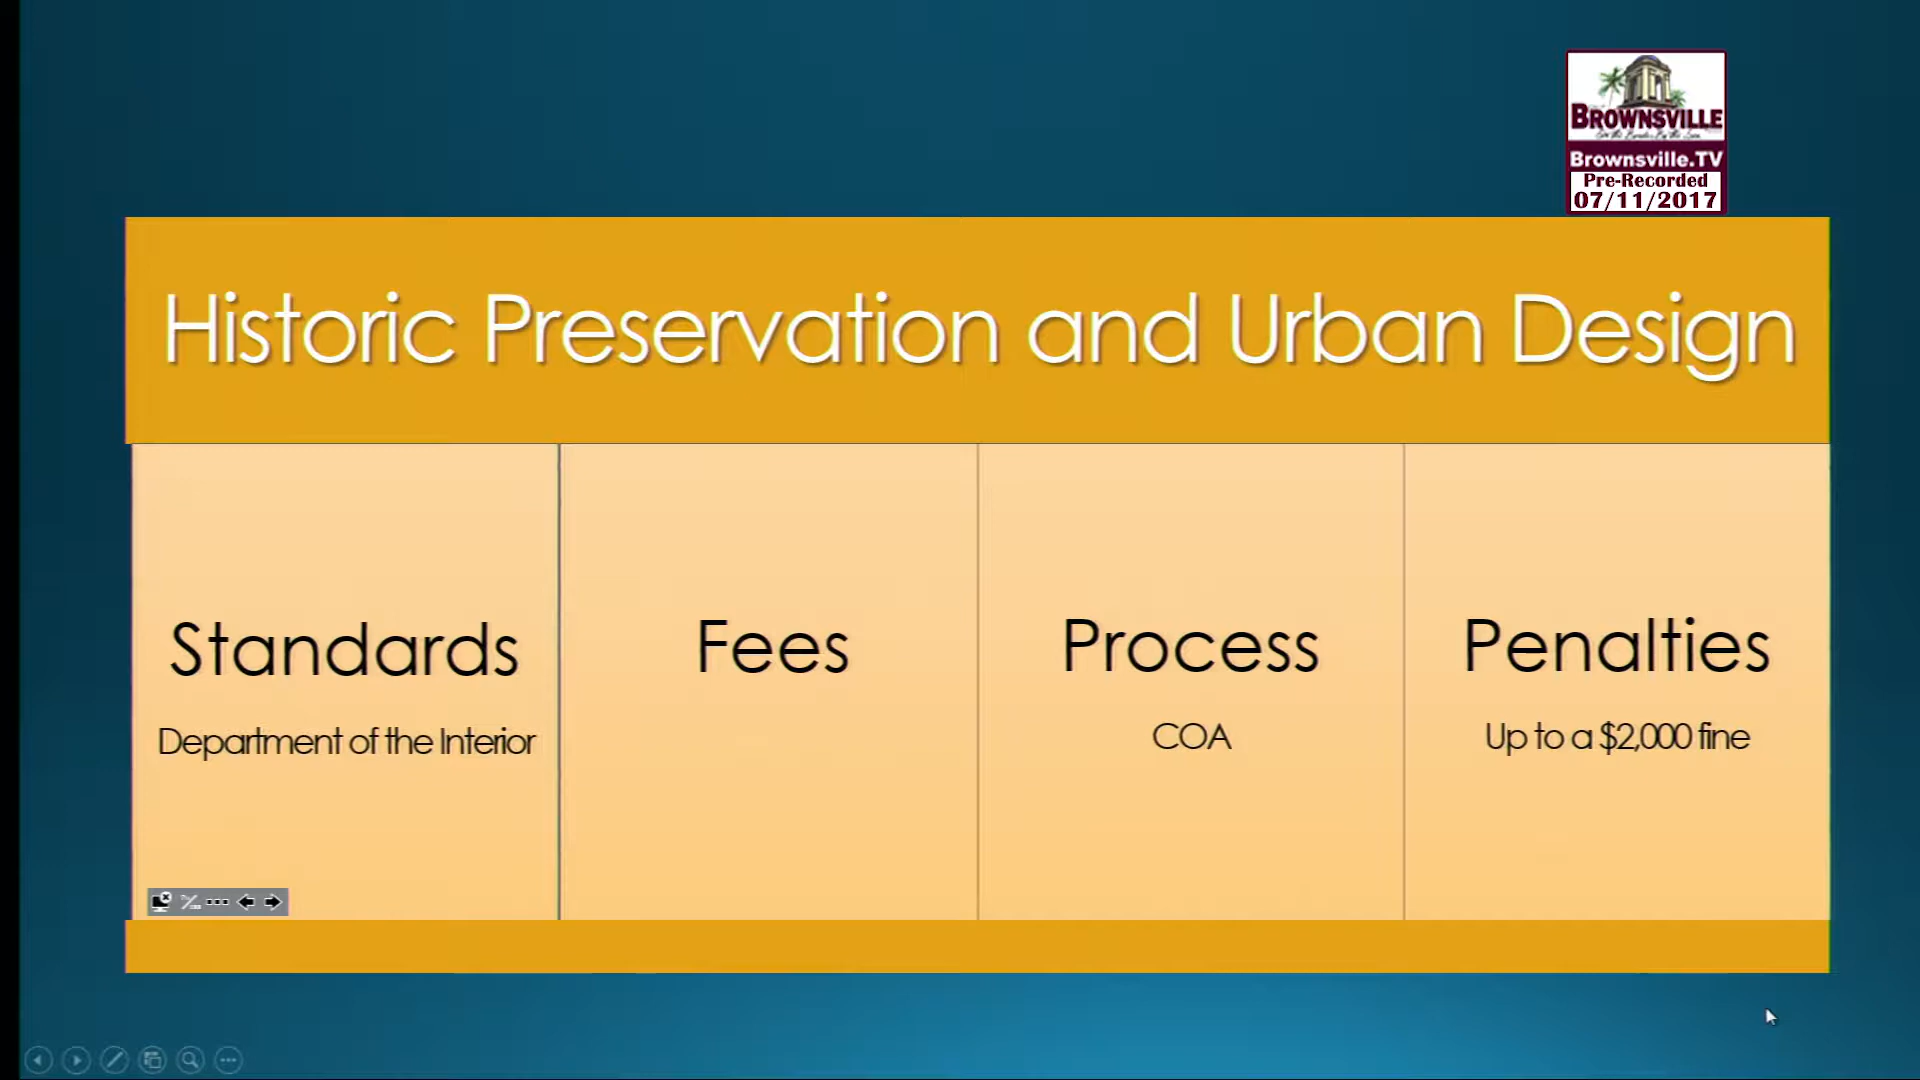 BROWNSVILLE
Brownsville.TV
Pre-Recorded
07/11/2017
Historic Preservation and Urban Design
Standards
Department of the Interior
Fees
Process
COA
Penalties
Up to a $2,000 fine